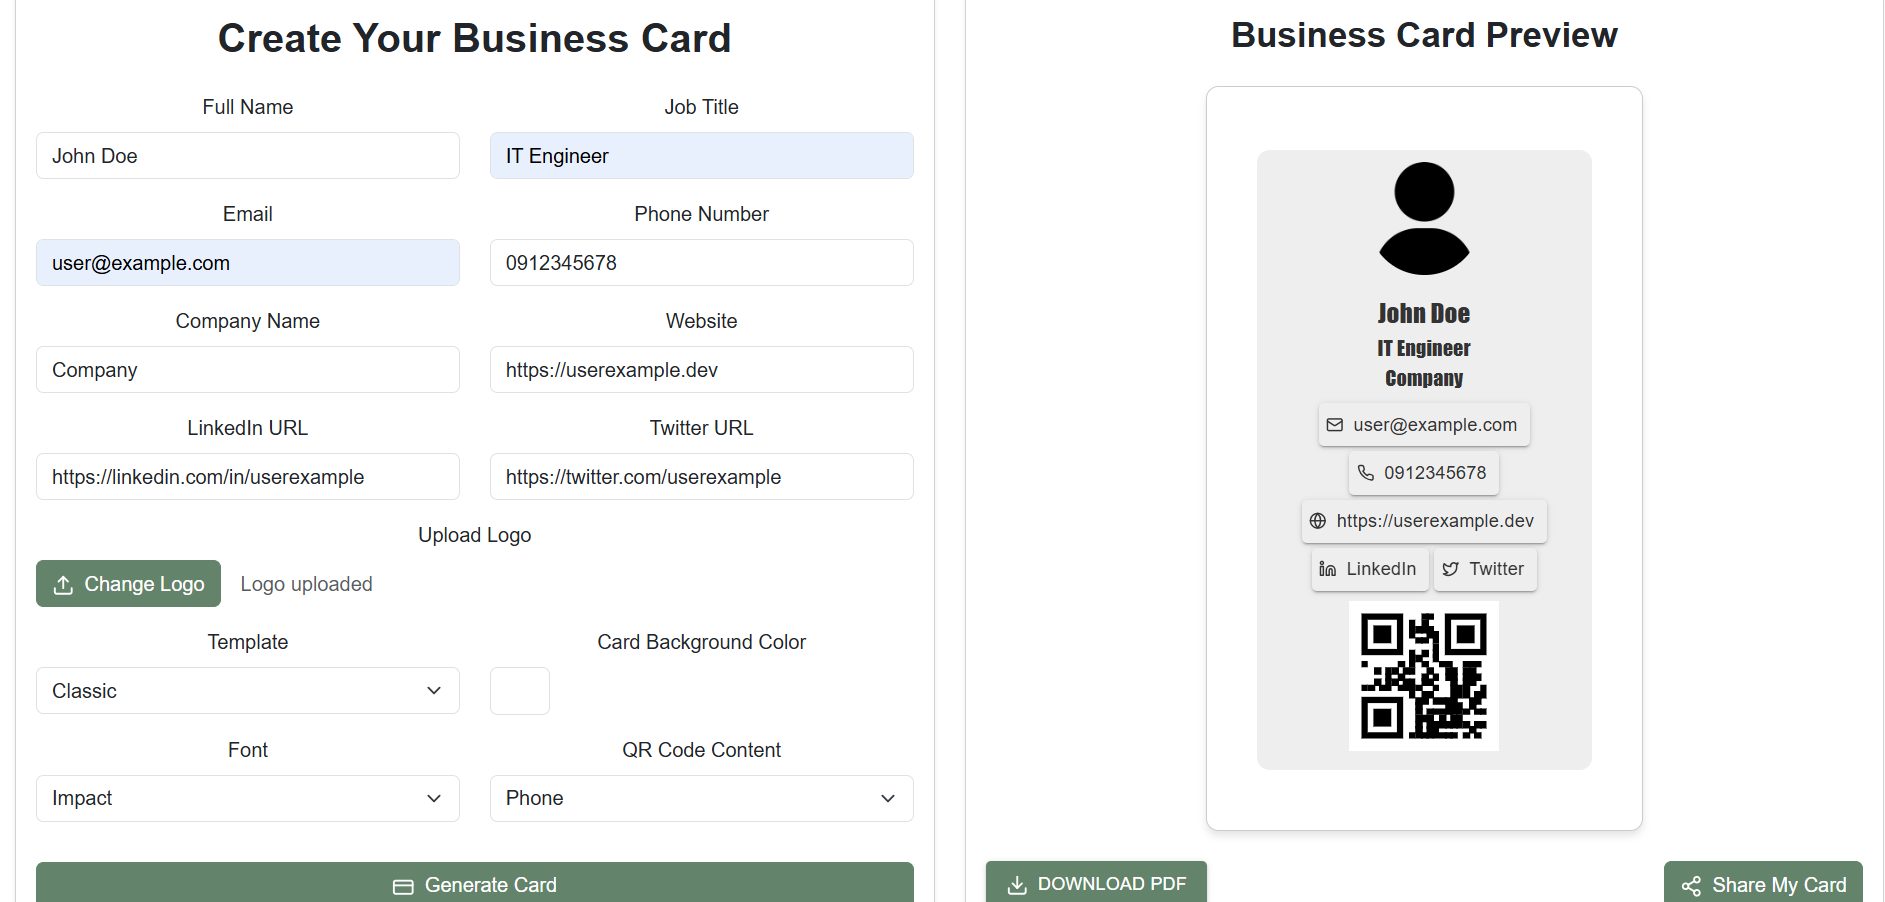 Create Your Business Card
Full Name
Job Title
John Doe
IT Engineer
Email
Phone Number
user@example.com
0912345678
Company Name
Website
Company
https://userexample.dev
LinkedIn URL
Twitter URL
https://linkedin.com/in/userexample
https://twitter.com/userexample
Upload Logo
Change Logo
Logo uploaded
Template
Card Background Color
Classic
Font
QR Code Content
Impact
Phone
Generate Card
Business Card Preview
John Doe
IT Engineer
Company
user@example.com
0912345678
https://userexample.dev
LinkedIn
Twitter
DOWNLOAD PDF
Share My Card